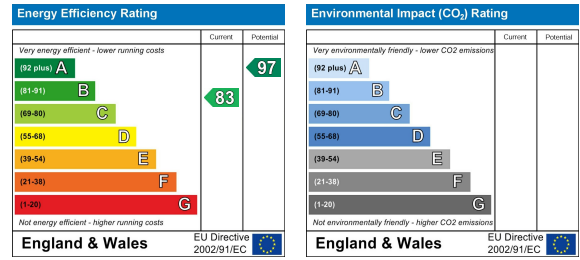 Energy Efficiency Rating
Current
Potential
Very energy efficient - lower running costs
(92 plus) A
97
(81-91) B
83
(69-80) C
(55-68) D
(39-54) E
(21-38) F
(1-20) G
Not energy efficient - higher running costs
England & Wales
EU Directive
2002/91/EC
Environmental Impact (CO₂) Rating
Current
Potential
Very environmentally friendly - lower CO2 emissions
(92 plus) A
(81-91) B
(69-80) C
(55-68) D
(39-54) E
(21-38) F
(1-20) G
Not environmentally friendly - higher CO2 emissions
England & Wales
EU Directive
2002/91/EC